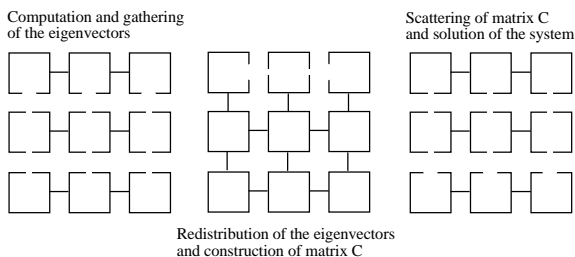 Computation and gathering
of the eigenvectors
Scattering of matrix C
and solution of the system
Redistribution of the eigenvectors
and construction of matrix C